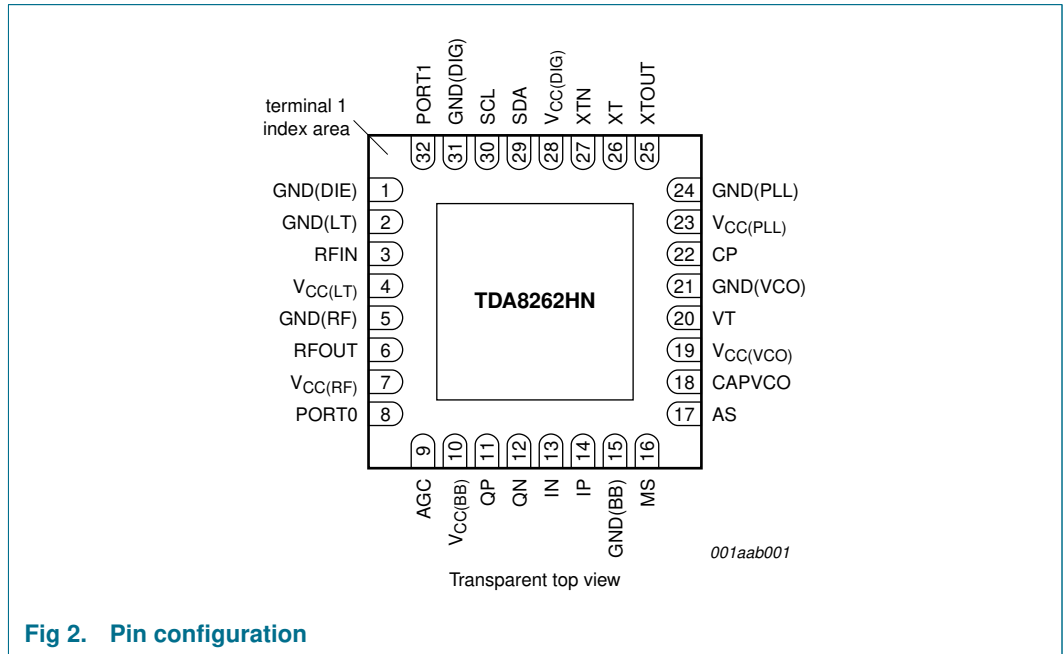 terminal 1
index area
PORT1
GND(DIG)
SCL
SDA
VCC(DIG)
XTN
XT
XTOUT
32
31
30
29
28
27
26
25
GND(DIE) 1
GND(LT) 2
RFIN 3
VCC(LT) 4
GND(RF) 5
RFOUT 6
VCC(RF) 7
PORT0 8
TDA8262HN
24 GND(PLL)
23 VCC(PLL)
22 CP
21 GND(VCO)
20 VT
19 VCC(VCO)
18 CAPVCO
17 AS
9
10
11
12
13
14
15
16
AGC
VCC(BB)
QP
QN
IN
IP
GND(BB)
MS
001aab001
Transparent top view
Fig 2. Pin configuration